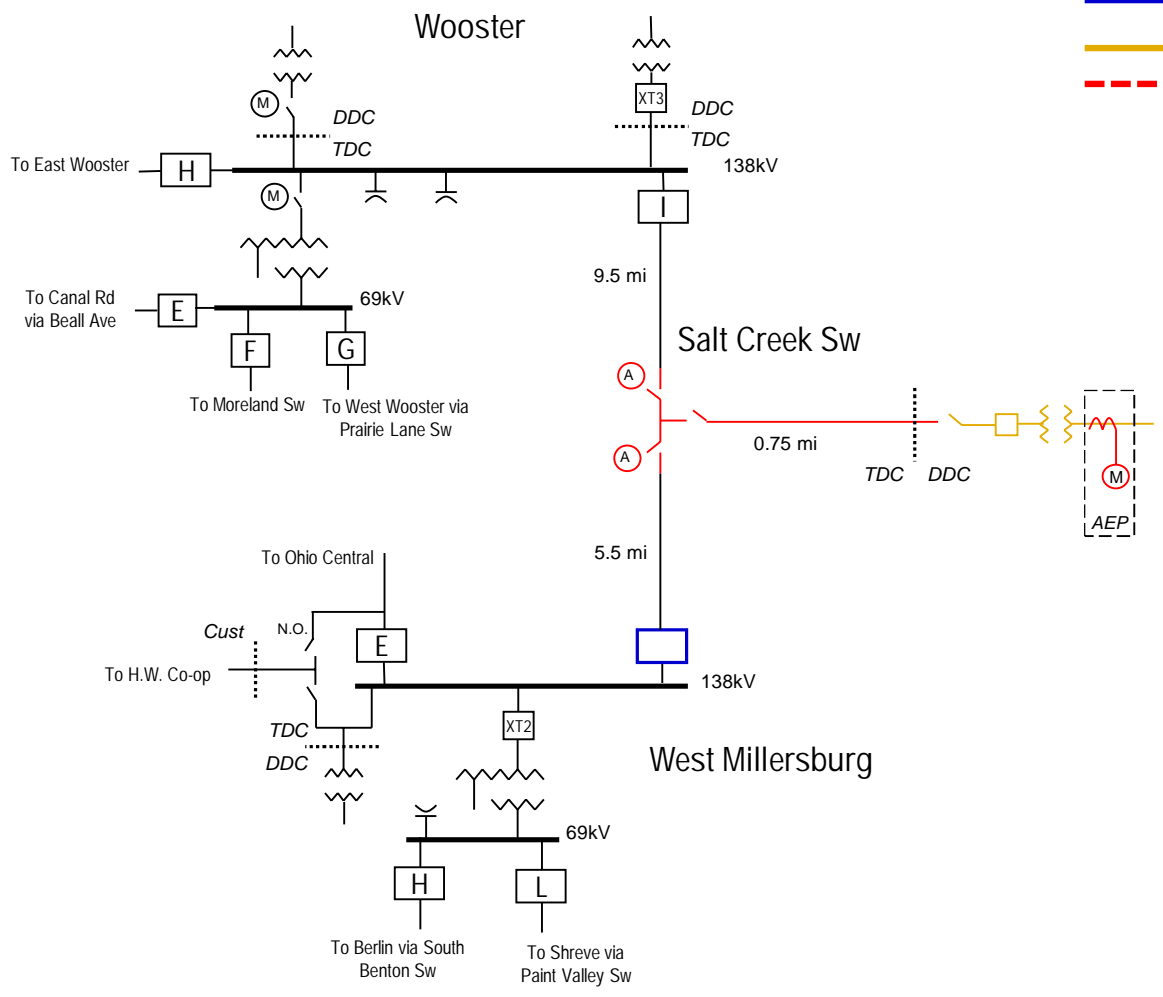 Wooster
M
XT3
DDC
TDC
DDC
TDC
To East Wooster
H
138kV
M
I
9.5 mi
To Canal Rd
via Beall Ave
E
69kV
F
G
Salt Creek Sw
To Moreland Sw
To West Wooster via
Prairie Lane Sw
A
A
0.75 mi
TDC
DDC
M
AEP
5.5 mi
To Ohio Central
Cust
N.O.
E
To H.W. Co-op
138kV
TDC
DDC
XT2
West Millersburg
69kV
H
L
To Berlin via South
Benton Sw
To Shreve via
Paint Valley Sw